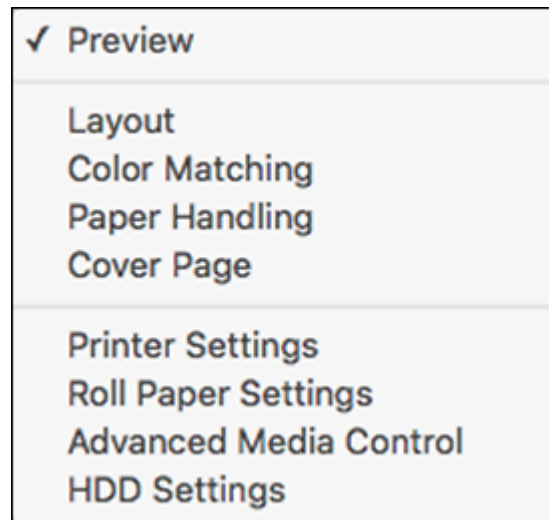 ✓ Preview
Layout
Color Matching
Paper Handling
Cover Page
Printer Settings
Roll Paper Settings
Advanced Media Control
HDD Settings